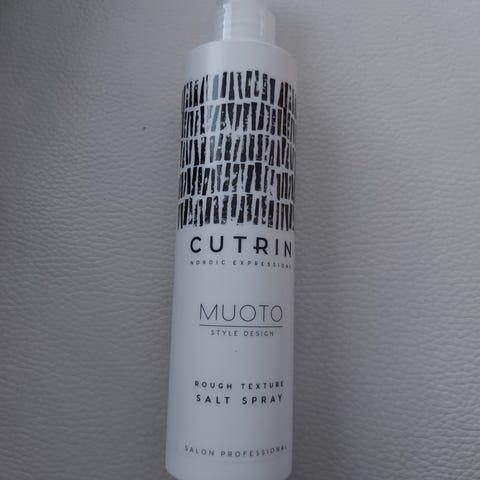 CUTRIN
NORDIC EXPRESSIONS
MUOTO
STYLE DESIGN
ROUGH TEXTURE
SALT SPRAY
SALON PROFESSIONAL